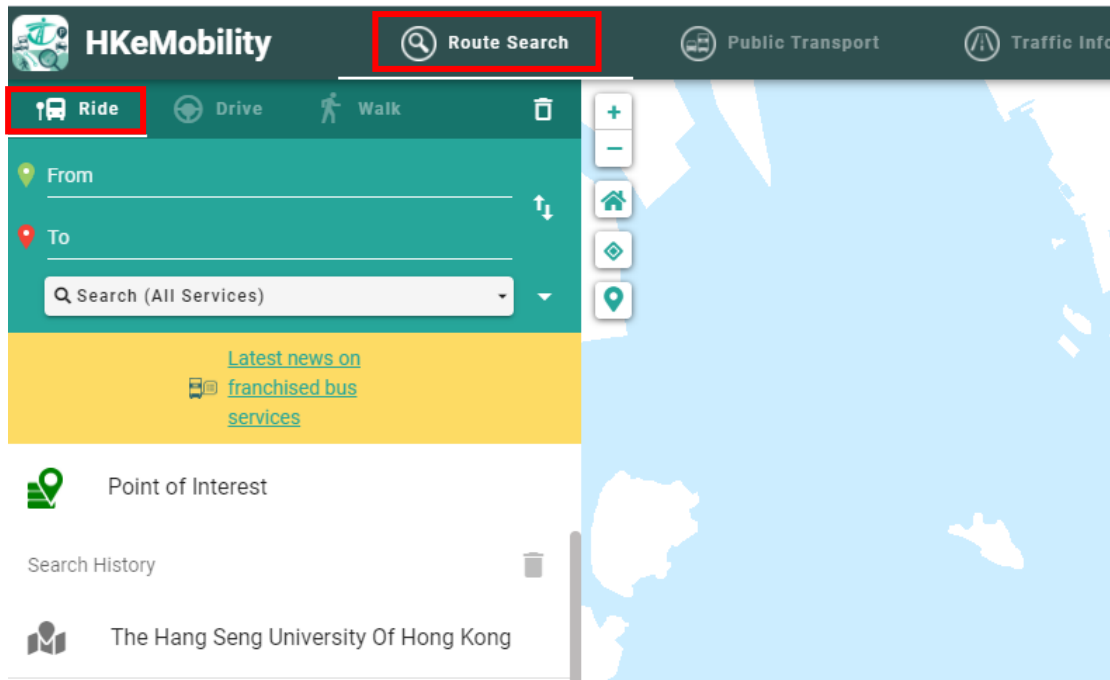 HKeMobility
Route Search
Public Transport
Traffic Info
Ride
Drive
Walk
From
To
Search (All Services)
Latest news on
franchised bus
services
Point of Interest
Search History
The Hang Seng University Of Hong Kong